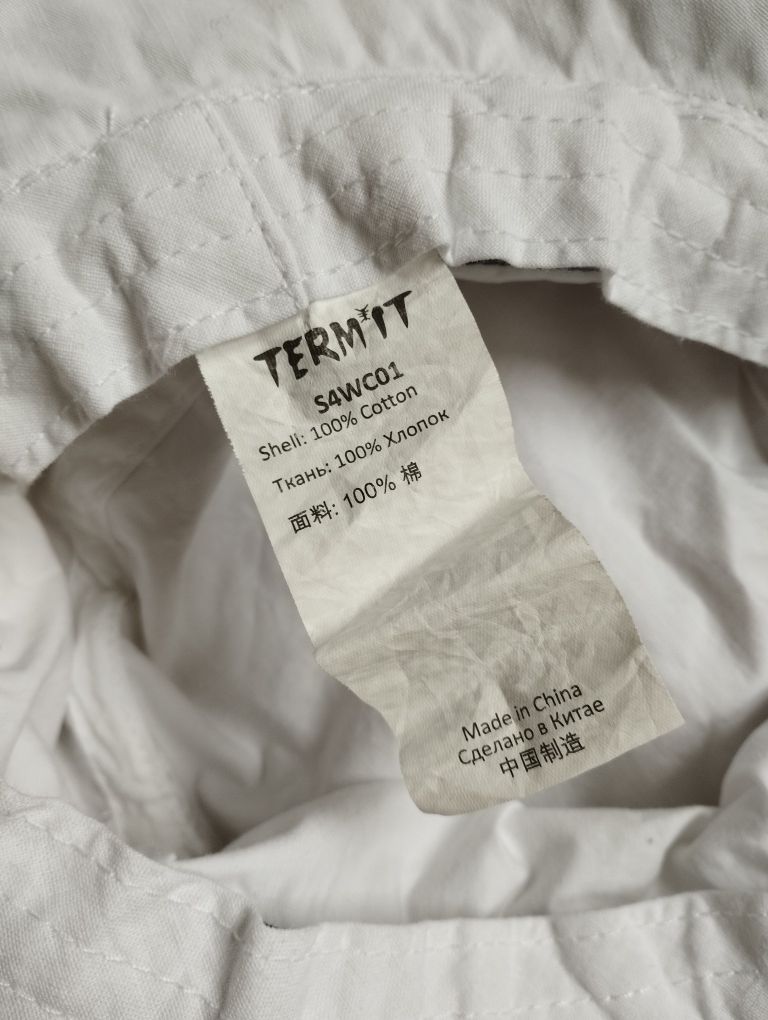 TERMIT
S4WC01
Shell: 100% Cotton
Ткань: 100% Хлопок
面料: 100% 棉
Made in China
Сделано в Китае
中国制造